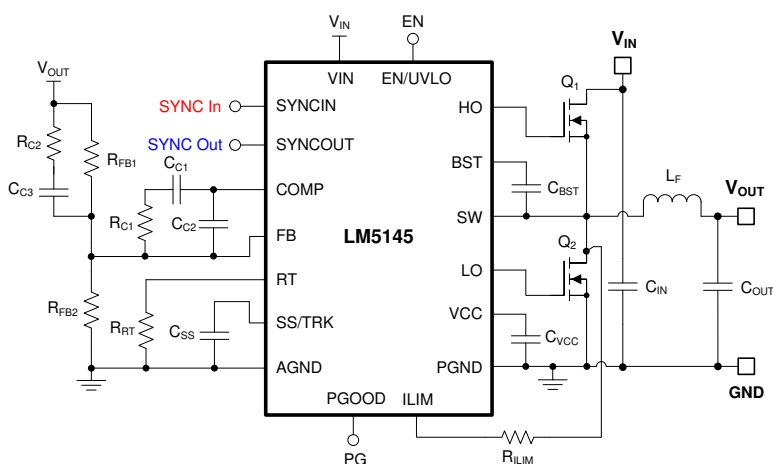 VIN
EN
VIN
VOUT
VIN
EN/UVLO
Q1
SYNC In
SYNCIN
HO
SYNC Out
SYNCOUT
RC2
RFB1
CC1
BST
CC3
COMP
CBST
LF
VOUT
RC1
CC2
SW
FB
LM5145
Q2
RT
LO
CIN
COUT
RFB2
RRT
CSS
SS/TRK
VCC
CVCC
AGND
PGND
GND
PGOOD
ILIM
PG
RILIM